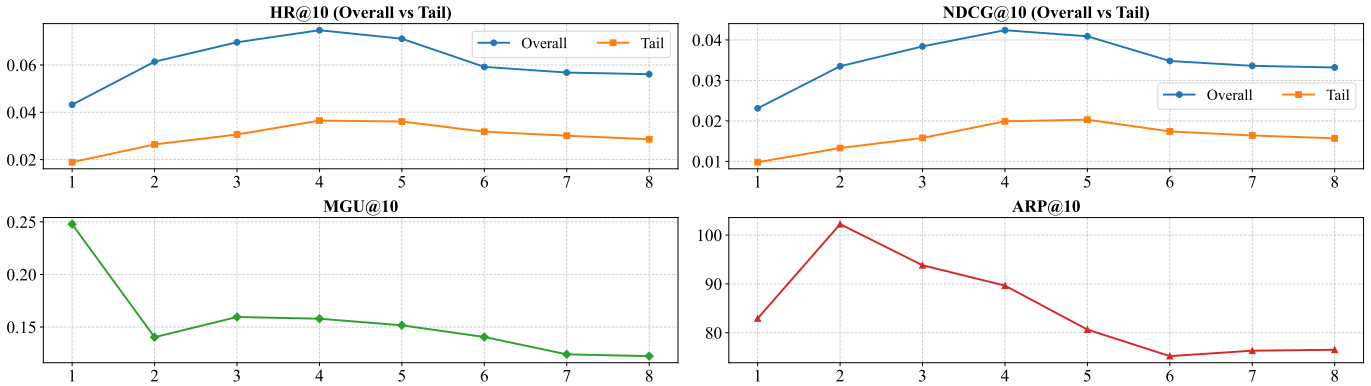 HR@10 (Overall vs Tail)
0.06
0.04
0.02
Overall
Tail
1 2 3 4 5 6 7 8
NDCG@10 (Overall vs Tail)
0.04
0.03
0.02
0.01
Overall
Tail
1 2 3 4 5 6 7 8
MGU@10
0.25
0.20
0.15
1 2 3 4 5 6 7 8
ARP@10
100
90
80
1 2 3 4 5 6 7 8